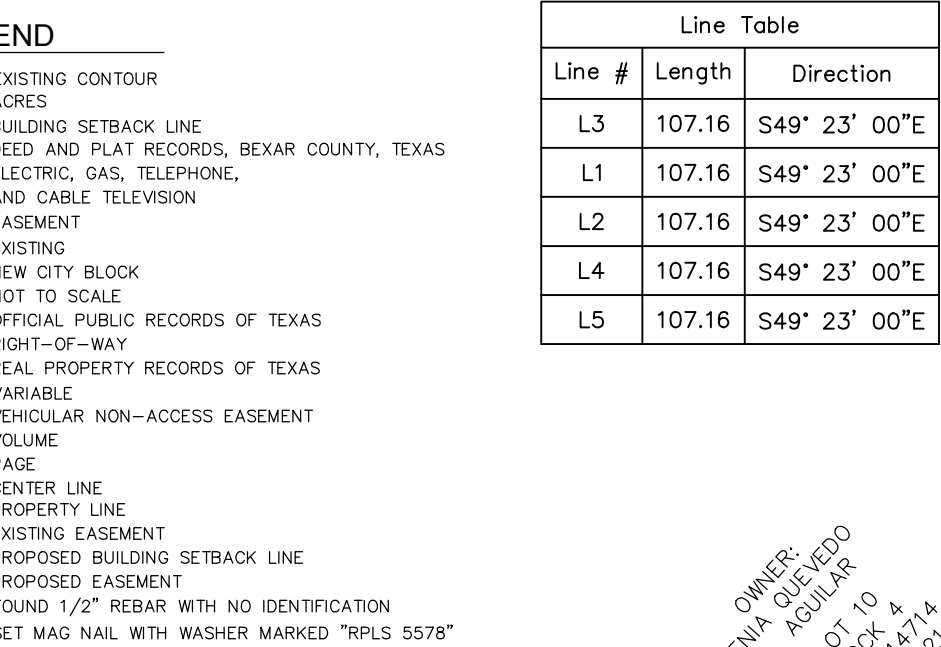 END
EXISTING CONTOUR
ACRES
BUILDING SETBACK LINE
DEED AND PLAT RECORDS, BEXAR COUNTY, TEXAS
ELECTRIC, GAS, TELEPHONE,
AND CABLE TELEVISION
EASEMENT
EXISTING
NEW CITY BLOCK
NOT TO SCALE
OFFICIAL PUBLIC RECORDS OF TEXAS
RIGHT-OF-WAY
REAL PROPERTY RECORDS OF TEXAS
VARIABLE
VEHICULAR NON-ACCESS EASEMENT
VOLUME
PAGE
CENTER LINE
PROPERTY LINE
EXISTING EASEMENT
PROPOSED BUILDING SETBACK LINE
PROPOSED EASEMENT
FOUND 1/2" REBAR WITH NO IDENTIFICATION
SET MAG NAIL WITH WASHER MARKED "RPLS 5578"
Line Table
Line # Length Direction
L3 107.16 S49° 23' 00"E
L1 107.16 S49° 23' 00"E
L2 107.16 S49° 23' 00"E
L4 107.16 S49° 23' 00"E
L5 107.16 S49° 23' 00"E
OWNER:
ENIA QUEVEDO
AGUILAR
OT 10
OCK 4
14714